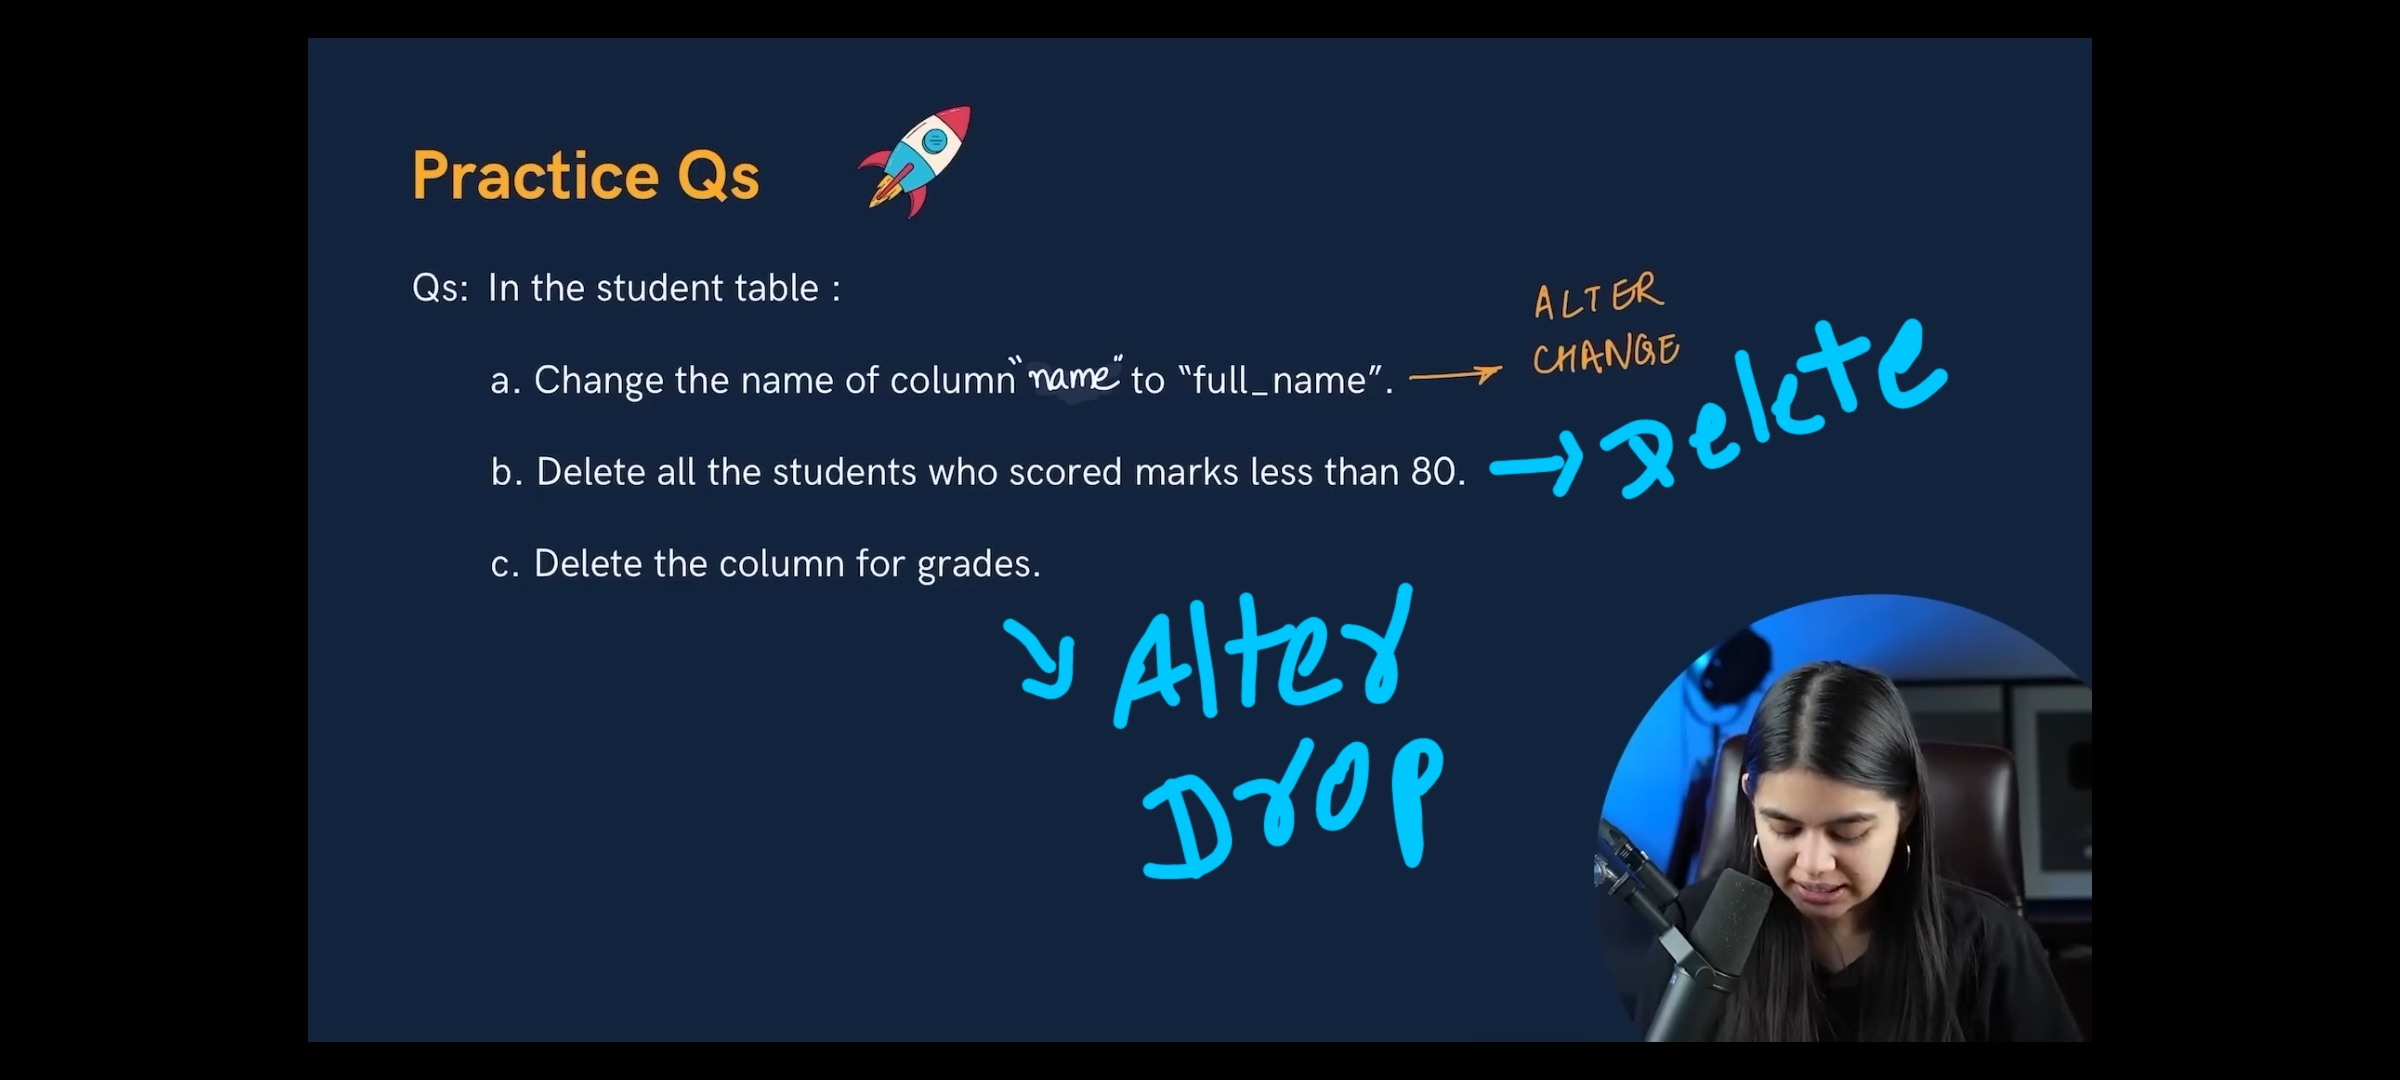 Practice Qs
Qs: In the student table :
a. Change the name of column "name" to "full_name".
ALTER
CHANGE
b. Delete all the students who scored marks less than 80.
Delete
c. Delete the column for grades.
Alter
Drop